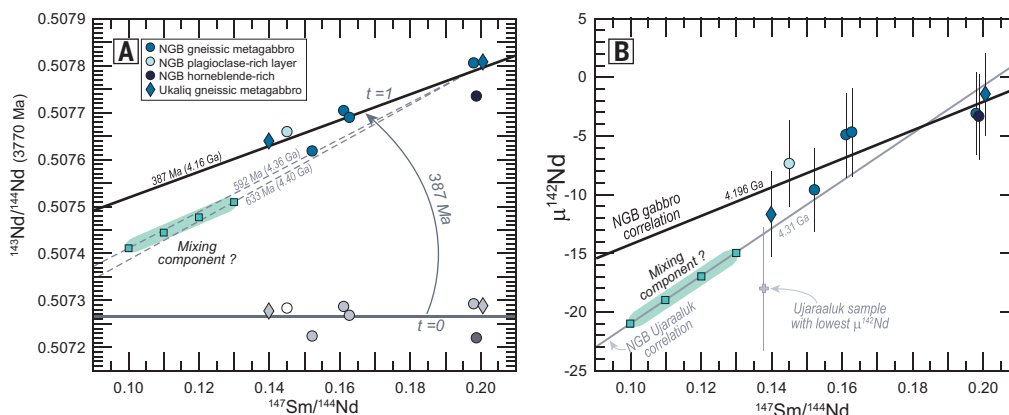 A
NGB gneissic metagabbro
NGB plagioclase-rich layer
NGB horneblende-rich
Ukaliq gneissic metagabbro
t =1
387 Ma (4.16 Ga)
592 Ma (4.36 Ga)
633 Ma (4.40 Ga)
387 Ma
Mixing
component ?
t=0
¹⁴³Nd/¹⁴⁴Nd (3770 Ma)
0.5079
0.5078
0.5077
0.5076
0.5075
0.5074
0.5073
0.5072
0.10 0.12 0.14 0.16 0.18 0.20
¹⁴⁷Sm/¹⁴⁴Nd
B
μ¹⁴²Nd
5
0
-5
-10
-15
-20
-25
4.196 Ga
NGB gabbro
correlation
4.31 Ga
Mixing
component ?
NGB Ujaraaluk
correlation
Ujaraaluk sample
with lowest μ¹⁴²Nd
0.10 0.12 0.14 0.16 0.18 0.20
¹⁴⁷Sm/¹⁴⁴Nd